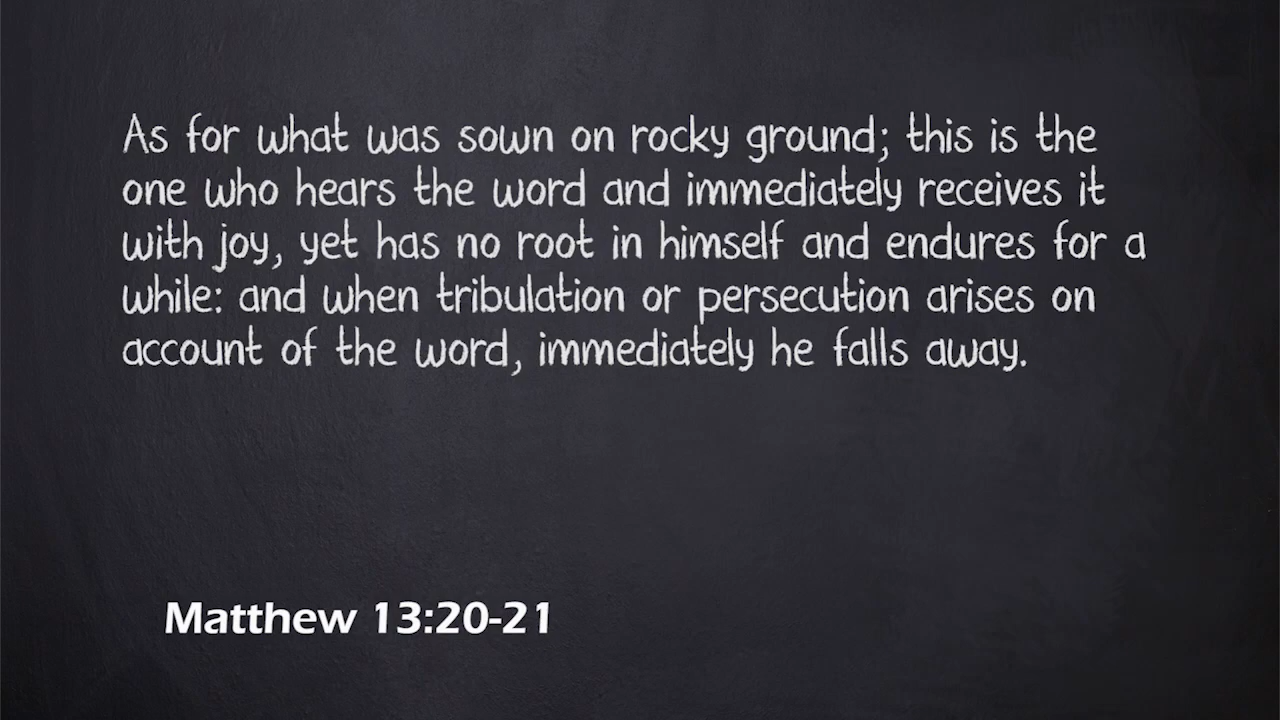 As for what was sown on rocky ground; this is the
one who hears the word and immediately receives it
with joy, yet has no root in himself and endures for a
while: and when tribulation or persecution arises on
account of the word, immediately he falls away.
Matthew 13:20-21